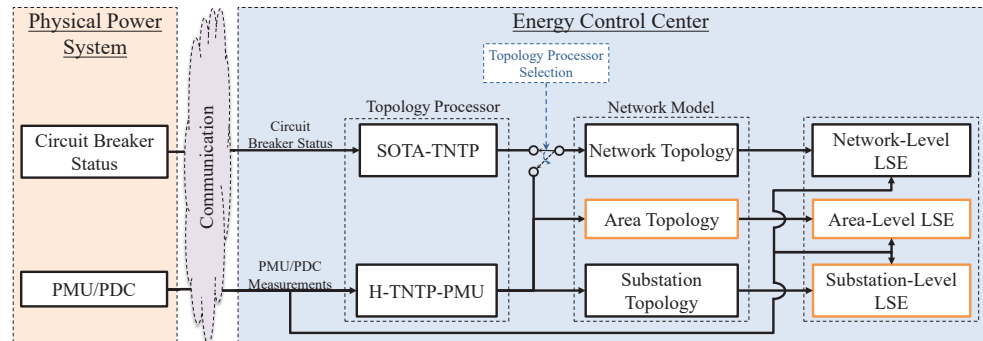 Physical Power
System
Energy Control Center
Topology Processor
Selection
Topology Processor
Network Model
Circuit Breaker
Status
Communication
Circuit
Breaker Status
SOTA-TNTP
Network Topology
Network-Level
LSE
Area Topology
Area-Level LSE
PMU/PDC
PMU/PDC
Measurements
H-TNTP-PMU
Substation
Topology
Substation-Level
LSE